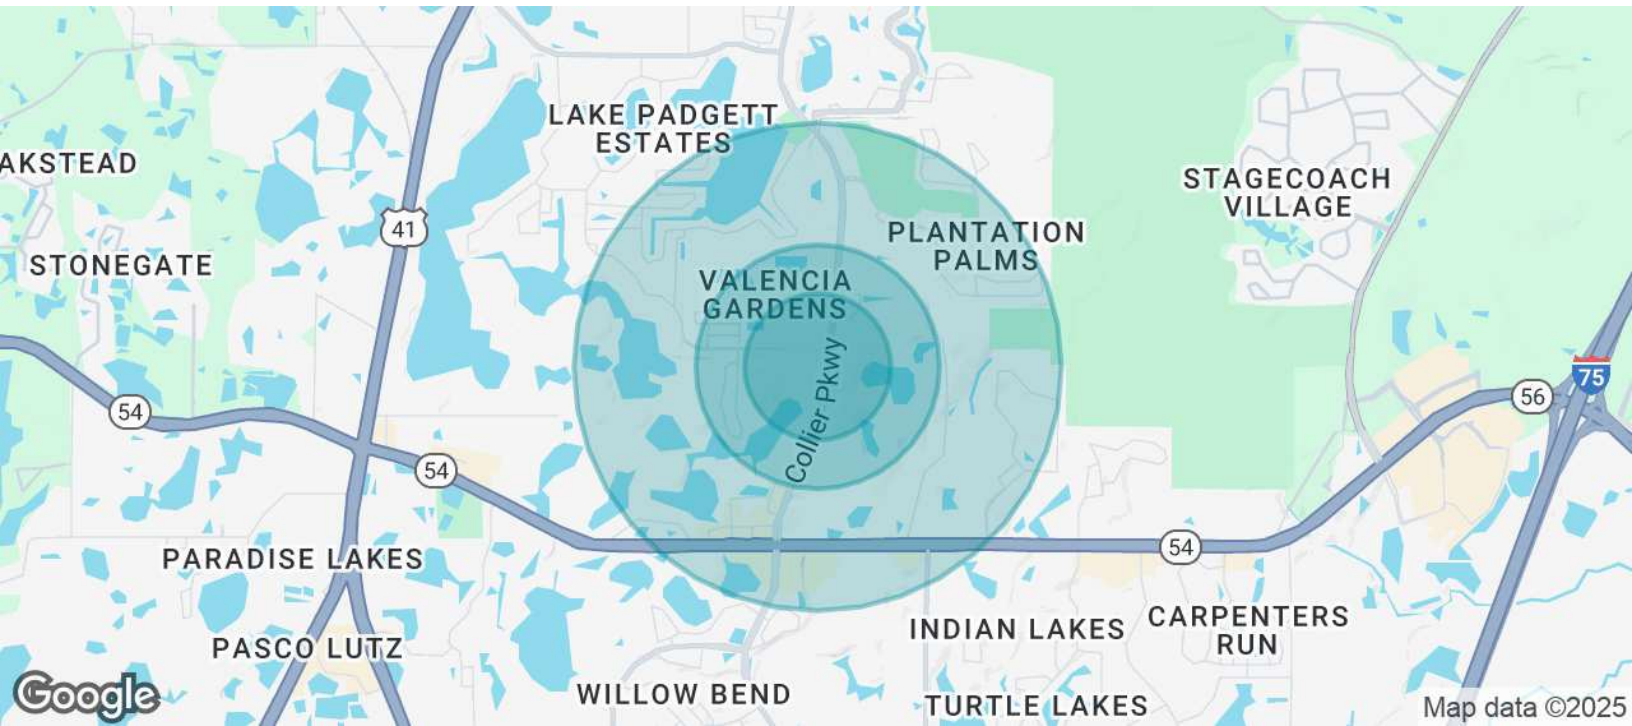 LAKE PADGETT
ESTATES
AKSTEAD
STAGECOACH
VILLAGE
41
PLANTATION
PALMS
STONEGATE
VALENCIA
GARDENS
Collier Pkwy
75
56
54
54
54
PARADISE LAKES
CARPENTERS
RUN
INDIAN LAKES
PASCO LUTZ
WILLOW BEND
TURTLE LAKES
Google
Map data ©2025